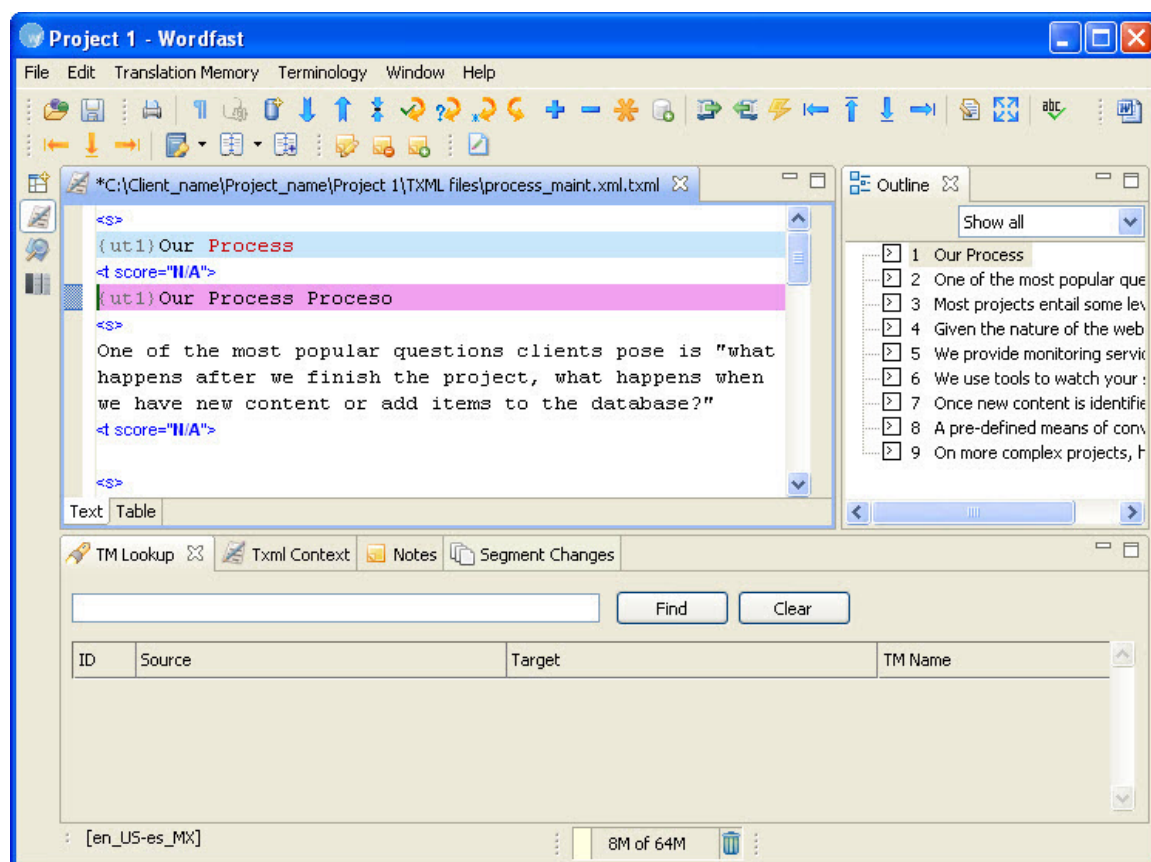 Project 1 - Wordfast
File Edit Translation Memory Terminology Window Help
abc
*C:\Client_name\Project_name\Project 1\TXML files\process_maint.xml.txml
<s>
{ut1}Our Process
<t score="N/A">
{ut1}Our Process Proceso
<s>
One of the most popular questions clients pose is "what
happens after we finish the project, what happens when
we have new content or add items to the database?"
<t score="N/A">
<s>
Text Table
Outline
Show all
1 Our Process
2 One of the most popular que
3 Most projects entail some lev
4 Given the nature of the web
5 We provide monitoring servic
6 We use tools to watch your s
7 Once new content is identifie
8 A pre-defined means of conv
9 On more complex projects, h
TM Lookup Txml Context Notes Segment Changes
Find Clear
ID Source Target TM Name
[en_US-es_MX] 8M of 64M